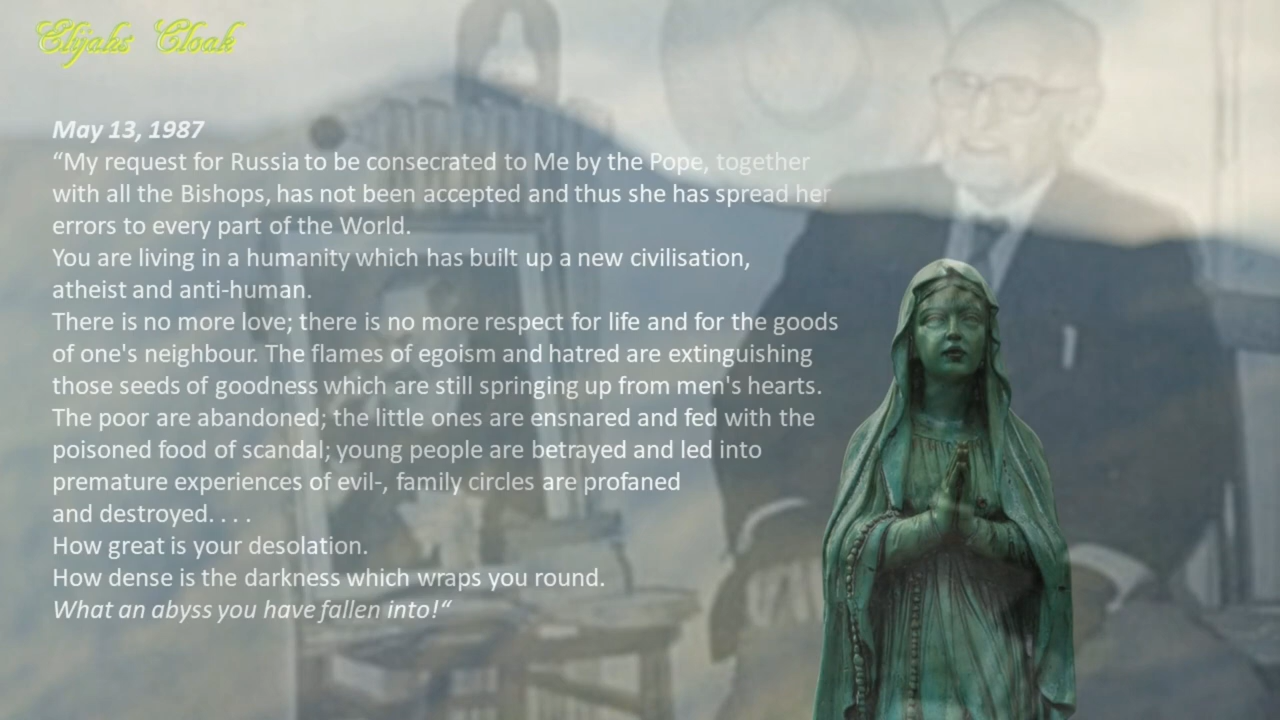 Elijahs Cloak
May 13, 1987
“My request for Russia to be consecrated to Me by the Pope, together
with all the Bishops, has not been accepted and thus she has spread her
errors to every part of the World.
You are living in a humanity which has built up a new civilisation,
atheist and anti-human.
There is no more love; there is no more respect for life and for the goods
of one's neighbour. The flames of egoism and hatred are extinguishing
those seeds of goodness which are still springing up from men's hearts.
The poor are abandoned; the little ones are ensnared and fed with the
poisoned food of scandal; young people are betrayed and led into
premature experiences of evil-, family circles are profaned
and destroyed. . . .
How great is your desolation.
How dense is the darkness which wraps you round.
What an abyss you have fallen into!“